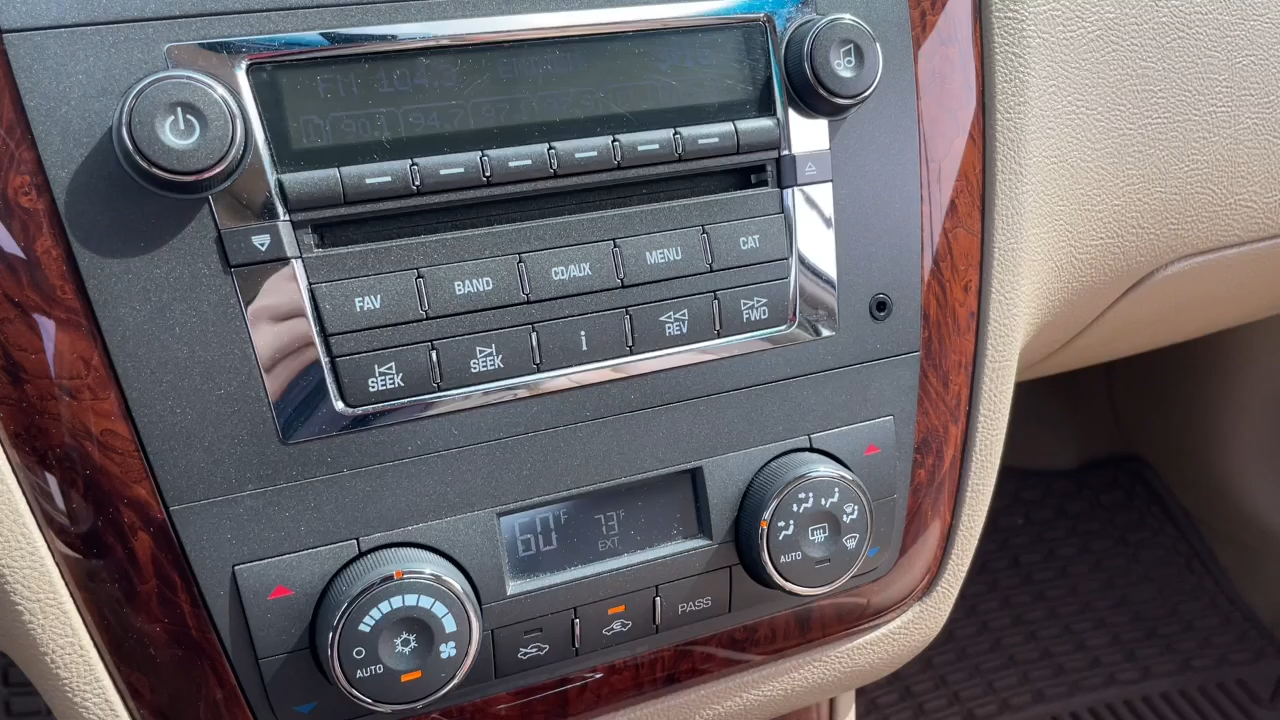 FM 104.3
90.1 94.7 97.1
FAV BAND CD/AUX MENU CAT
SEEK SEEK i REV FWD
60°F 73°F
EXT
AUTO
AUTO
PASS